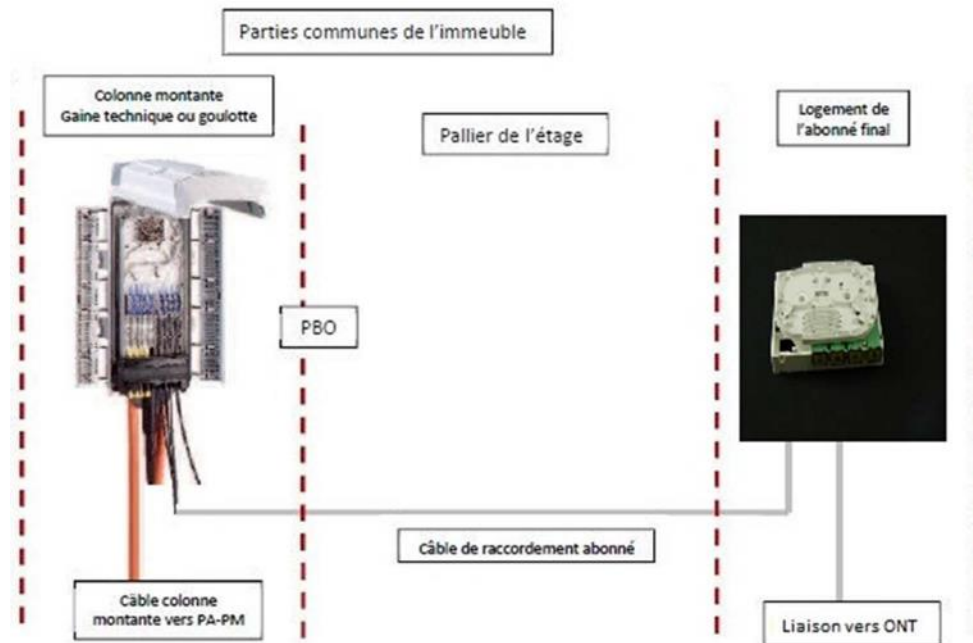 Parties communes de l'immeuble
Colonne montante
Gaine technique ou goulotte
Pallier de l'étage
Logement de
l'abonné final
PBO
Câble de raccordement abonné
Câble colonne
montante vers PA-PM
Liaison vers ONT